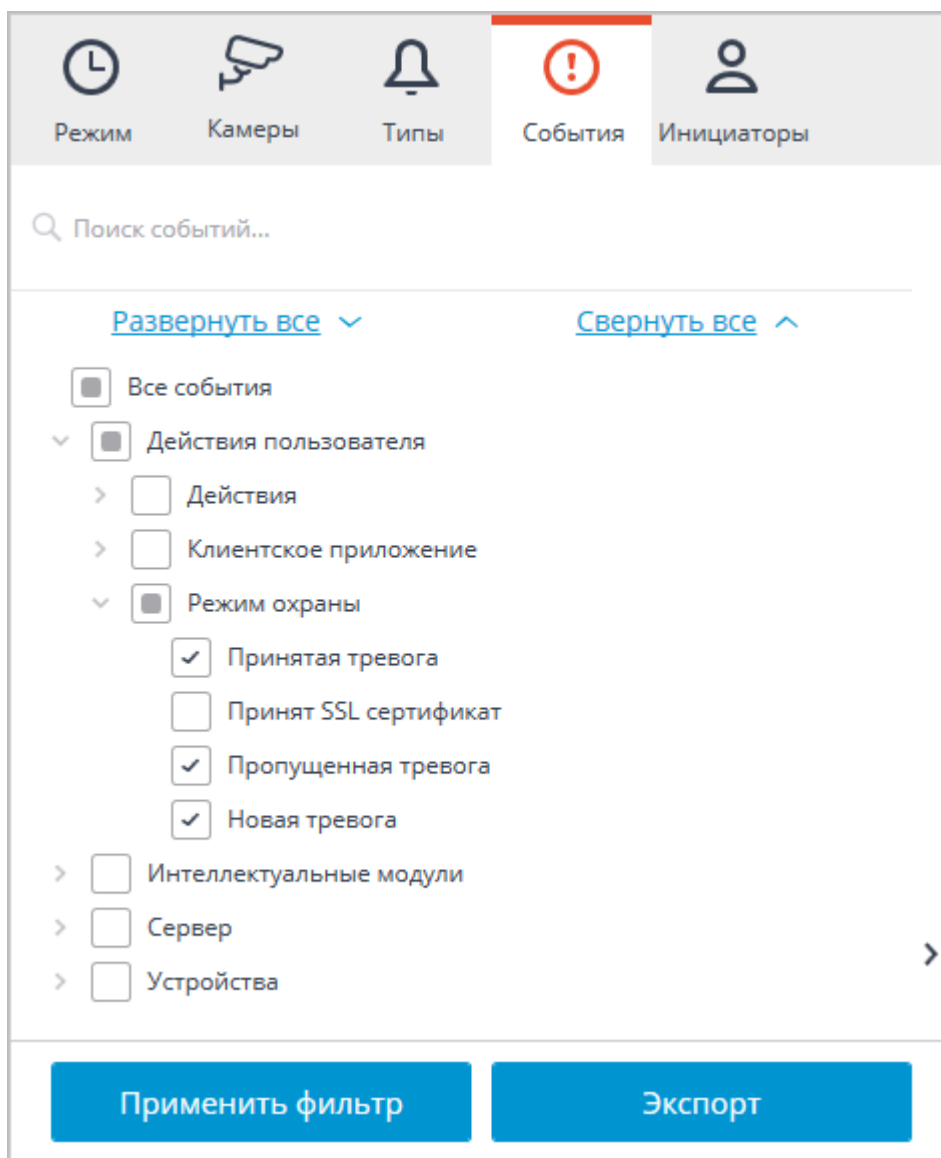 Режим Камеры Типы События Инициаторы
Поиск событий...
Развернуть все Свернуть все
Все события
Действия пользователя
Действия
Клиентское приложение
Режим охраны
Принятая тревога
Принят SSL сертификат
Пропущенная тревога
Новая тревога
Интеллектуальные модули
Сервер
Устройства
Применить фильтр Экспорт